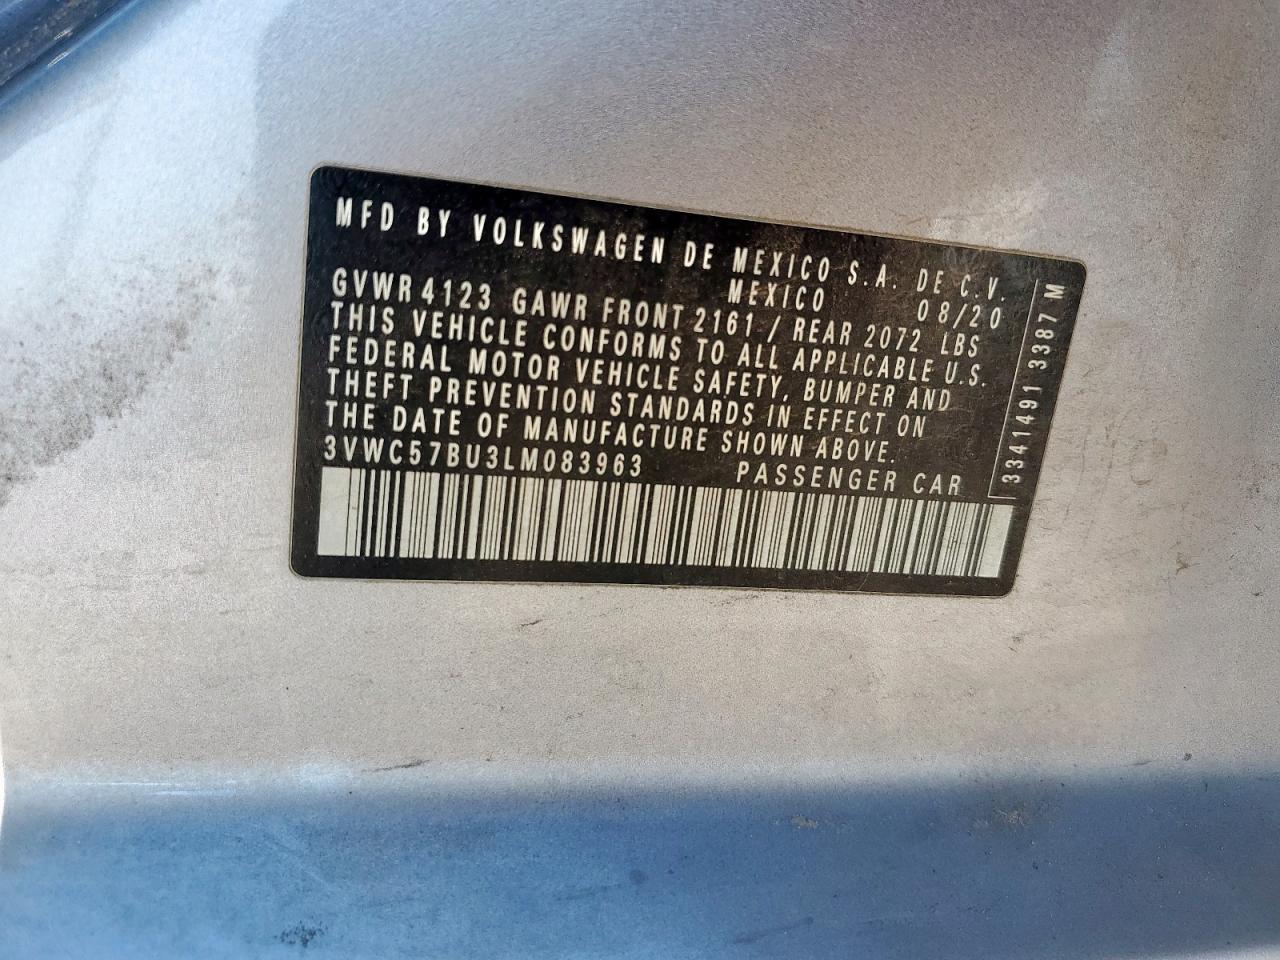 MFD BY VOLKSWAGEN DE MEXICO S.A. DE C.V.
MEXICO 08/20
GVWR 4123 GAWR FRONT 2161 / REAR 2072 LBS
THIS VEHICLE CONFORMS TO ALL APPLICABLE U.S.
FEDERAL MOTOR VEHICLE SAFETY, BUMPER AND
THEFT PREVENTION STANDARDS IN EFFECT ON
THE DATE OF MANUFACTURE SHOWN ABOVE.
3VWC57BU3LM083963 PASSENGER CAR
3341491 3387 M